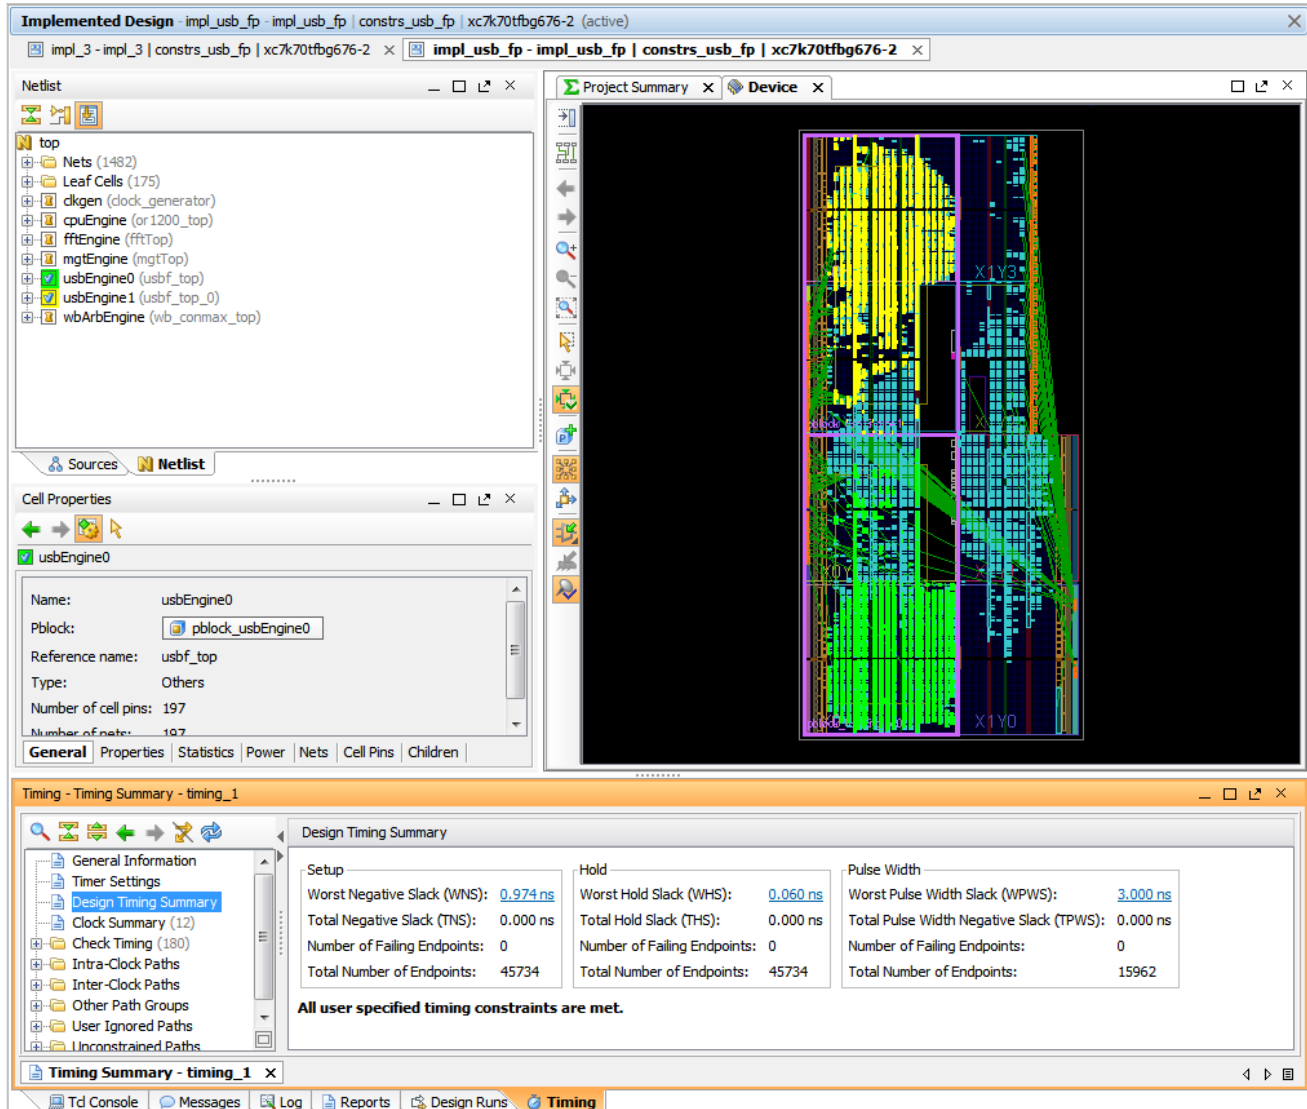 Implemented Design - impl_usb_fp - impl_usb_fp | constrs_usb_fp | xc7k70tfbg676-2 (active)
impl_3 - impl_3 | constrs_usb_fp | xc7k70tfbg676-2
impl_usb_fp - impl_usb_fp | constrs_usb_fp | xc7k70tfbg676-2
Netlist
top
Nets (1482)
Leaf Cells (175)
clkgen (clock_generator)
cpuEngine (or1200_top)
fftEngine (fftTop)
mgtEngine (mgtTop)
usbEngine0 (usbf_top)
usbEngine1 (usbf_top_0)
wbArbEngine (wb_conmax_top)
Sources
Netlist
Cell Properties
usbEngine0
Name: usbEngine0
Pblock: pblock_usbEngine0
Reference name: usbf_top
Type: Others
Number of cell pins: 197
Number of nets: 197
General Properties Statistics Power Nets Cell Pins Children
Project Summary
Device
X1Y3
X1Y0
Timing - Timing Summary - timing_1
General Information
Timer Settings
Design Timing Summary
Clock Summary (12)
Check Timing (180)
Intra-Clock Paths
Inter-Clock Paths
Other Path Groups
User Ignored Paths
Unconstrained Paths
Design Timing Summary
Setup
Worst Negative Slack (WNS): 0.974 ns
Total Negative Slack (TNS): 0.000 ns
Number of Failing Endpoints: 0
Total Number of Endpoints: 45734
Hold
Worst Hold Slack (WHS): 0.060 ns
Total Hold Slack (THS): 0.000 ns
Number of Failing Endpoints: 0
Total Number of Endpoints: 45734
Pulse Width
Worst Pulse Width Slack (WPWS): 3.000 ns
Total Pulse Width Negative Slack (TPWS): 0.000 ns
Number of Failing Endpoints: 0
Total Number of Endpoints: 15962
All user specified timing constraints are met.
Timing Summary - timing_1
Tcl Console
Messages
Log
Reports
Design Runs
Timing